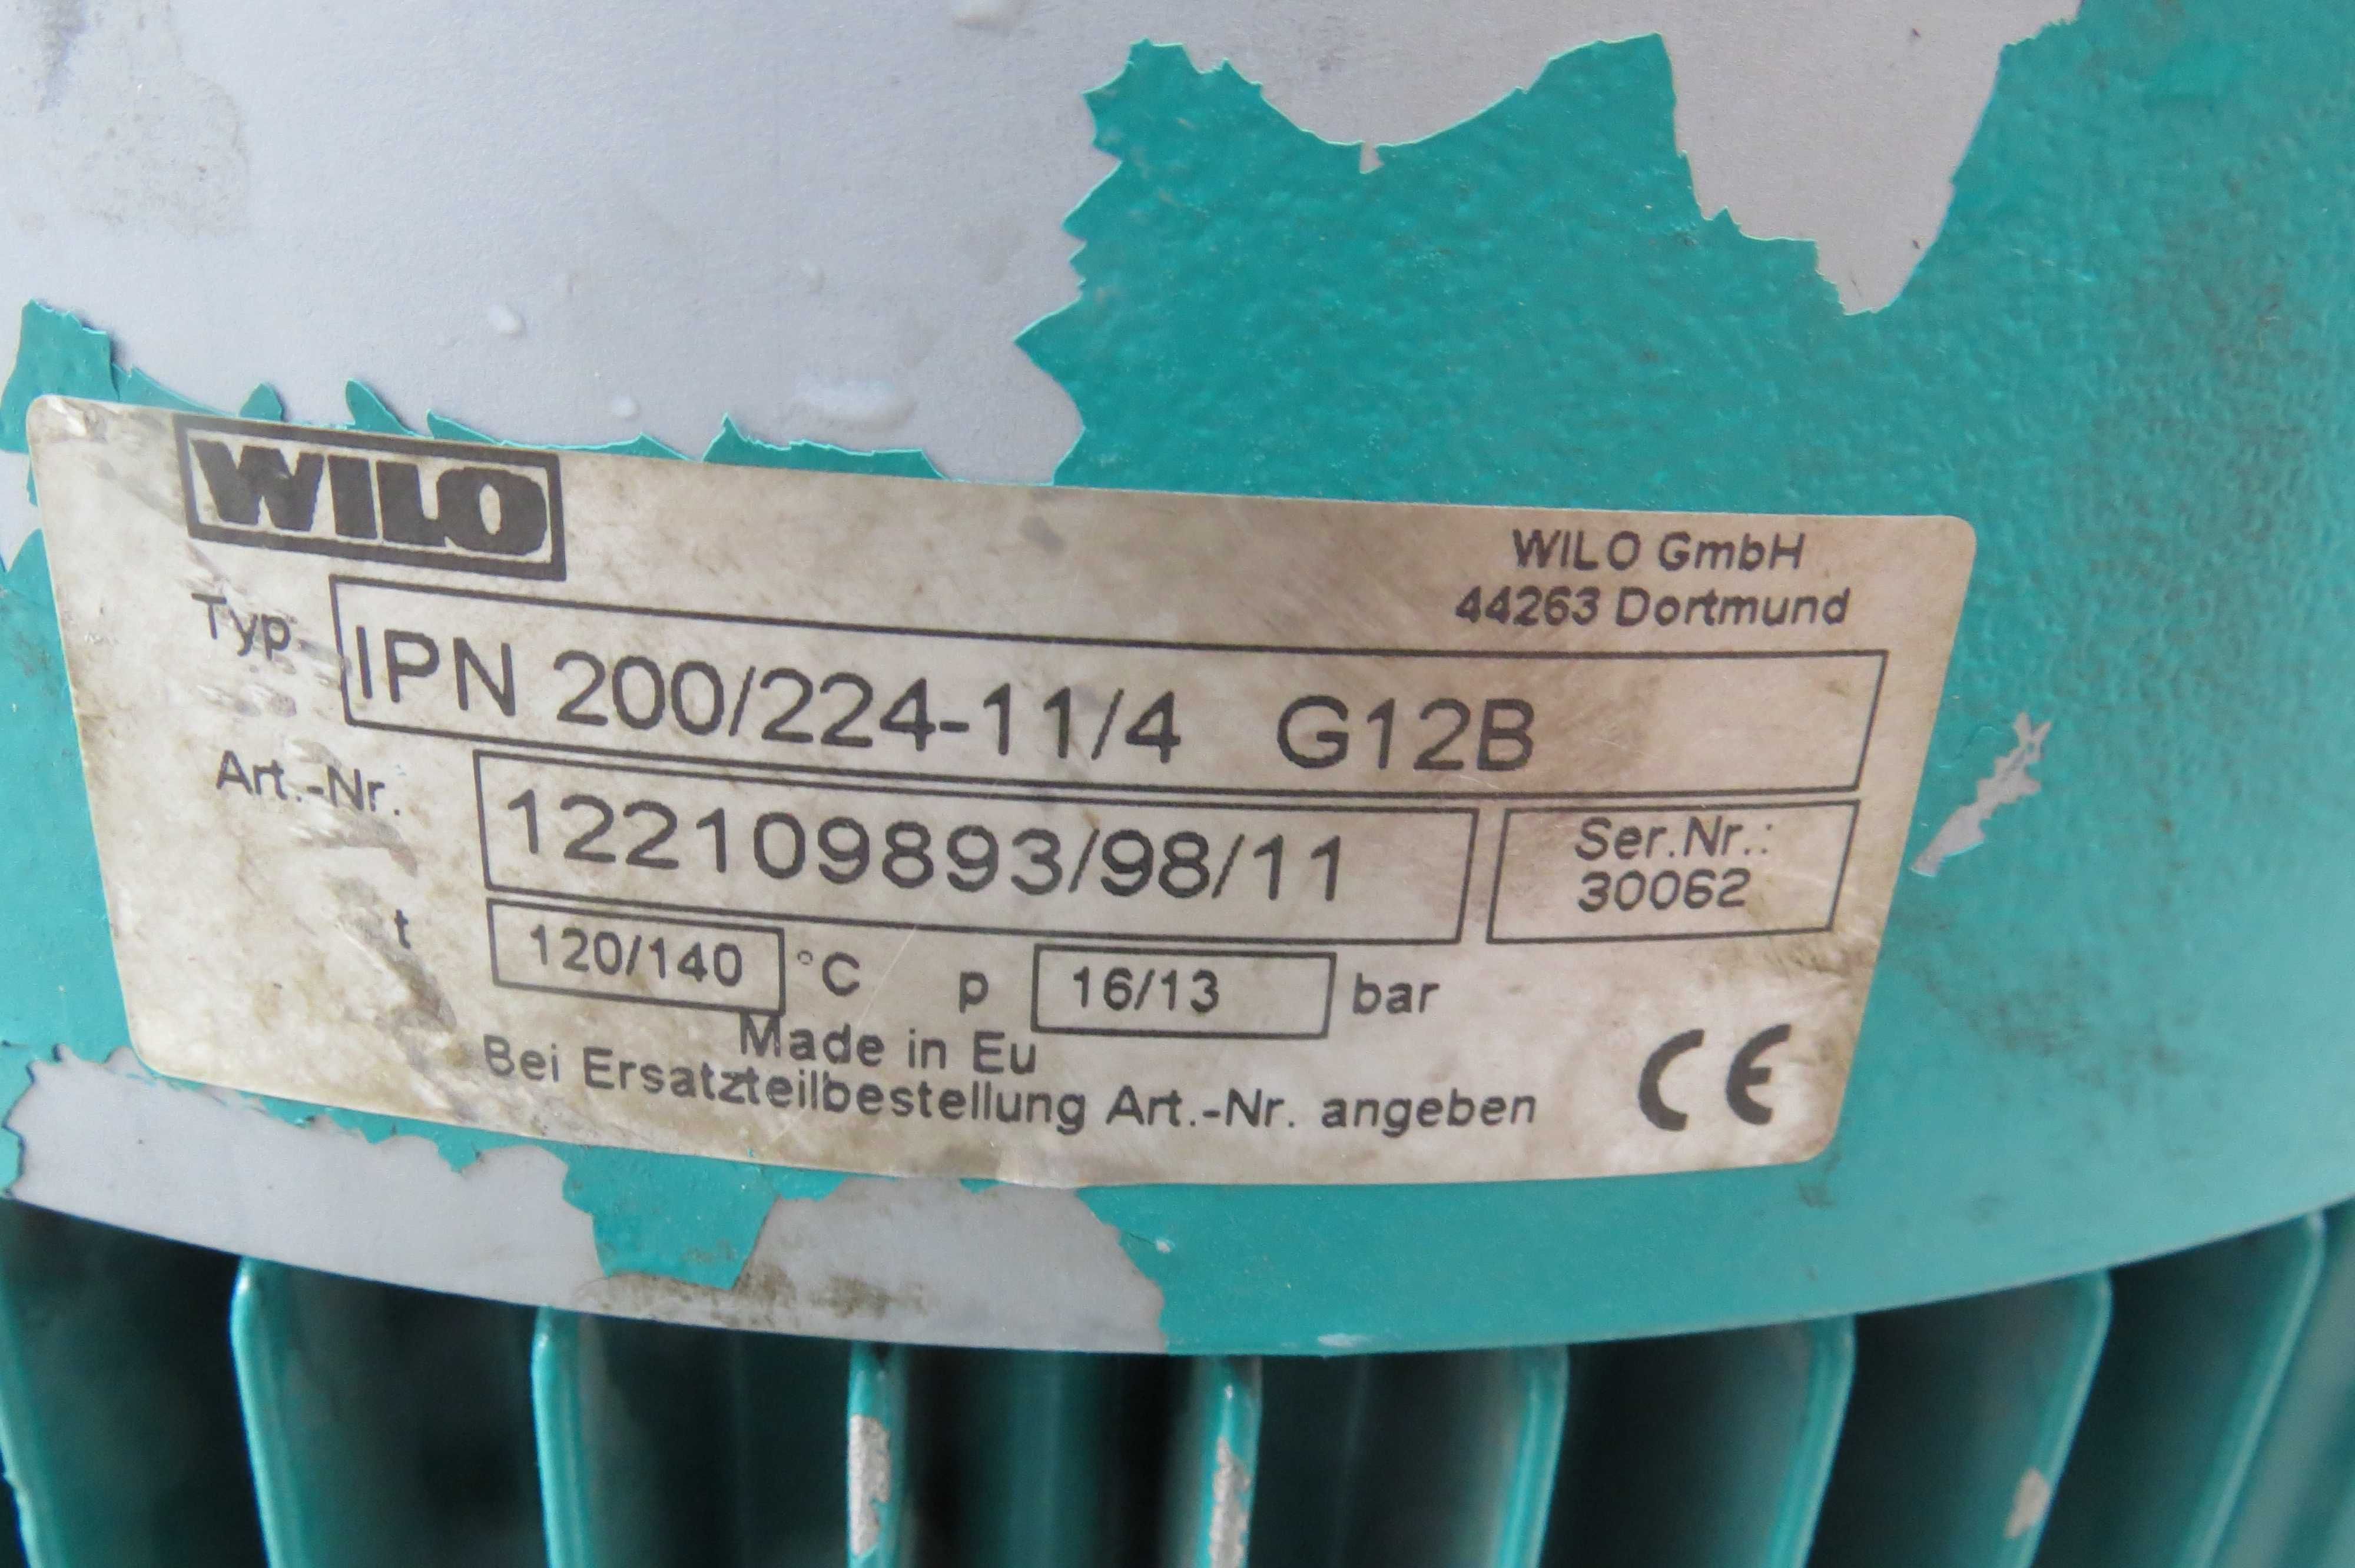 WILO
WILO GmbH
44263 Dortmund
Typ IPN 200/224-11/4 G12B
Art.-Nr. 122109893/98/11
Ser.Nr.:
30062
t 120/140 °C p 16/13 bar
Made in Eu
Bei Ersatzteilbestellung Art.-Nr. angeben
CE